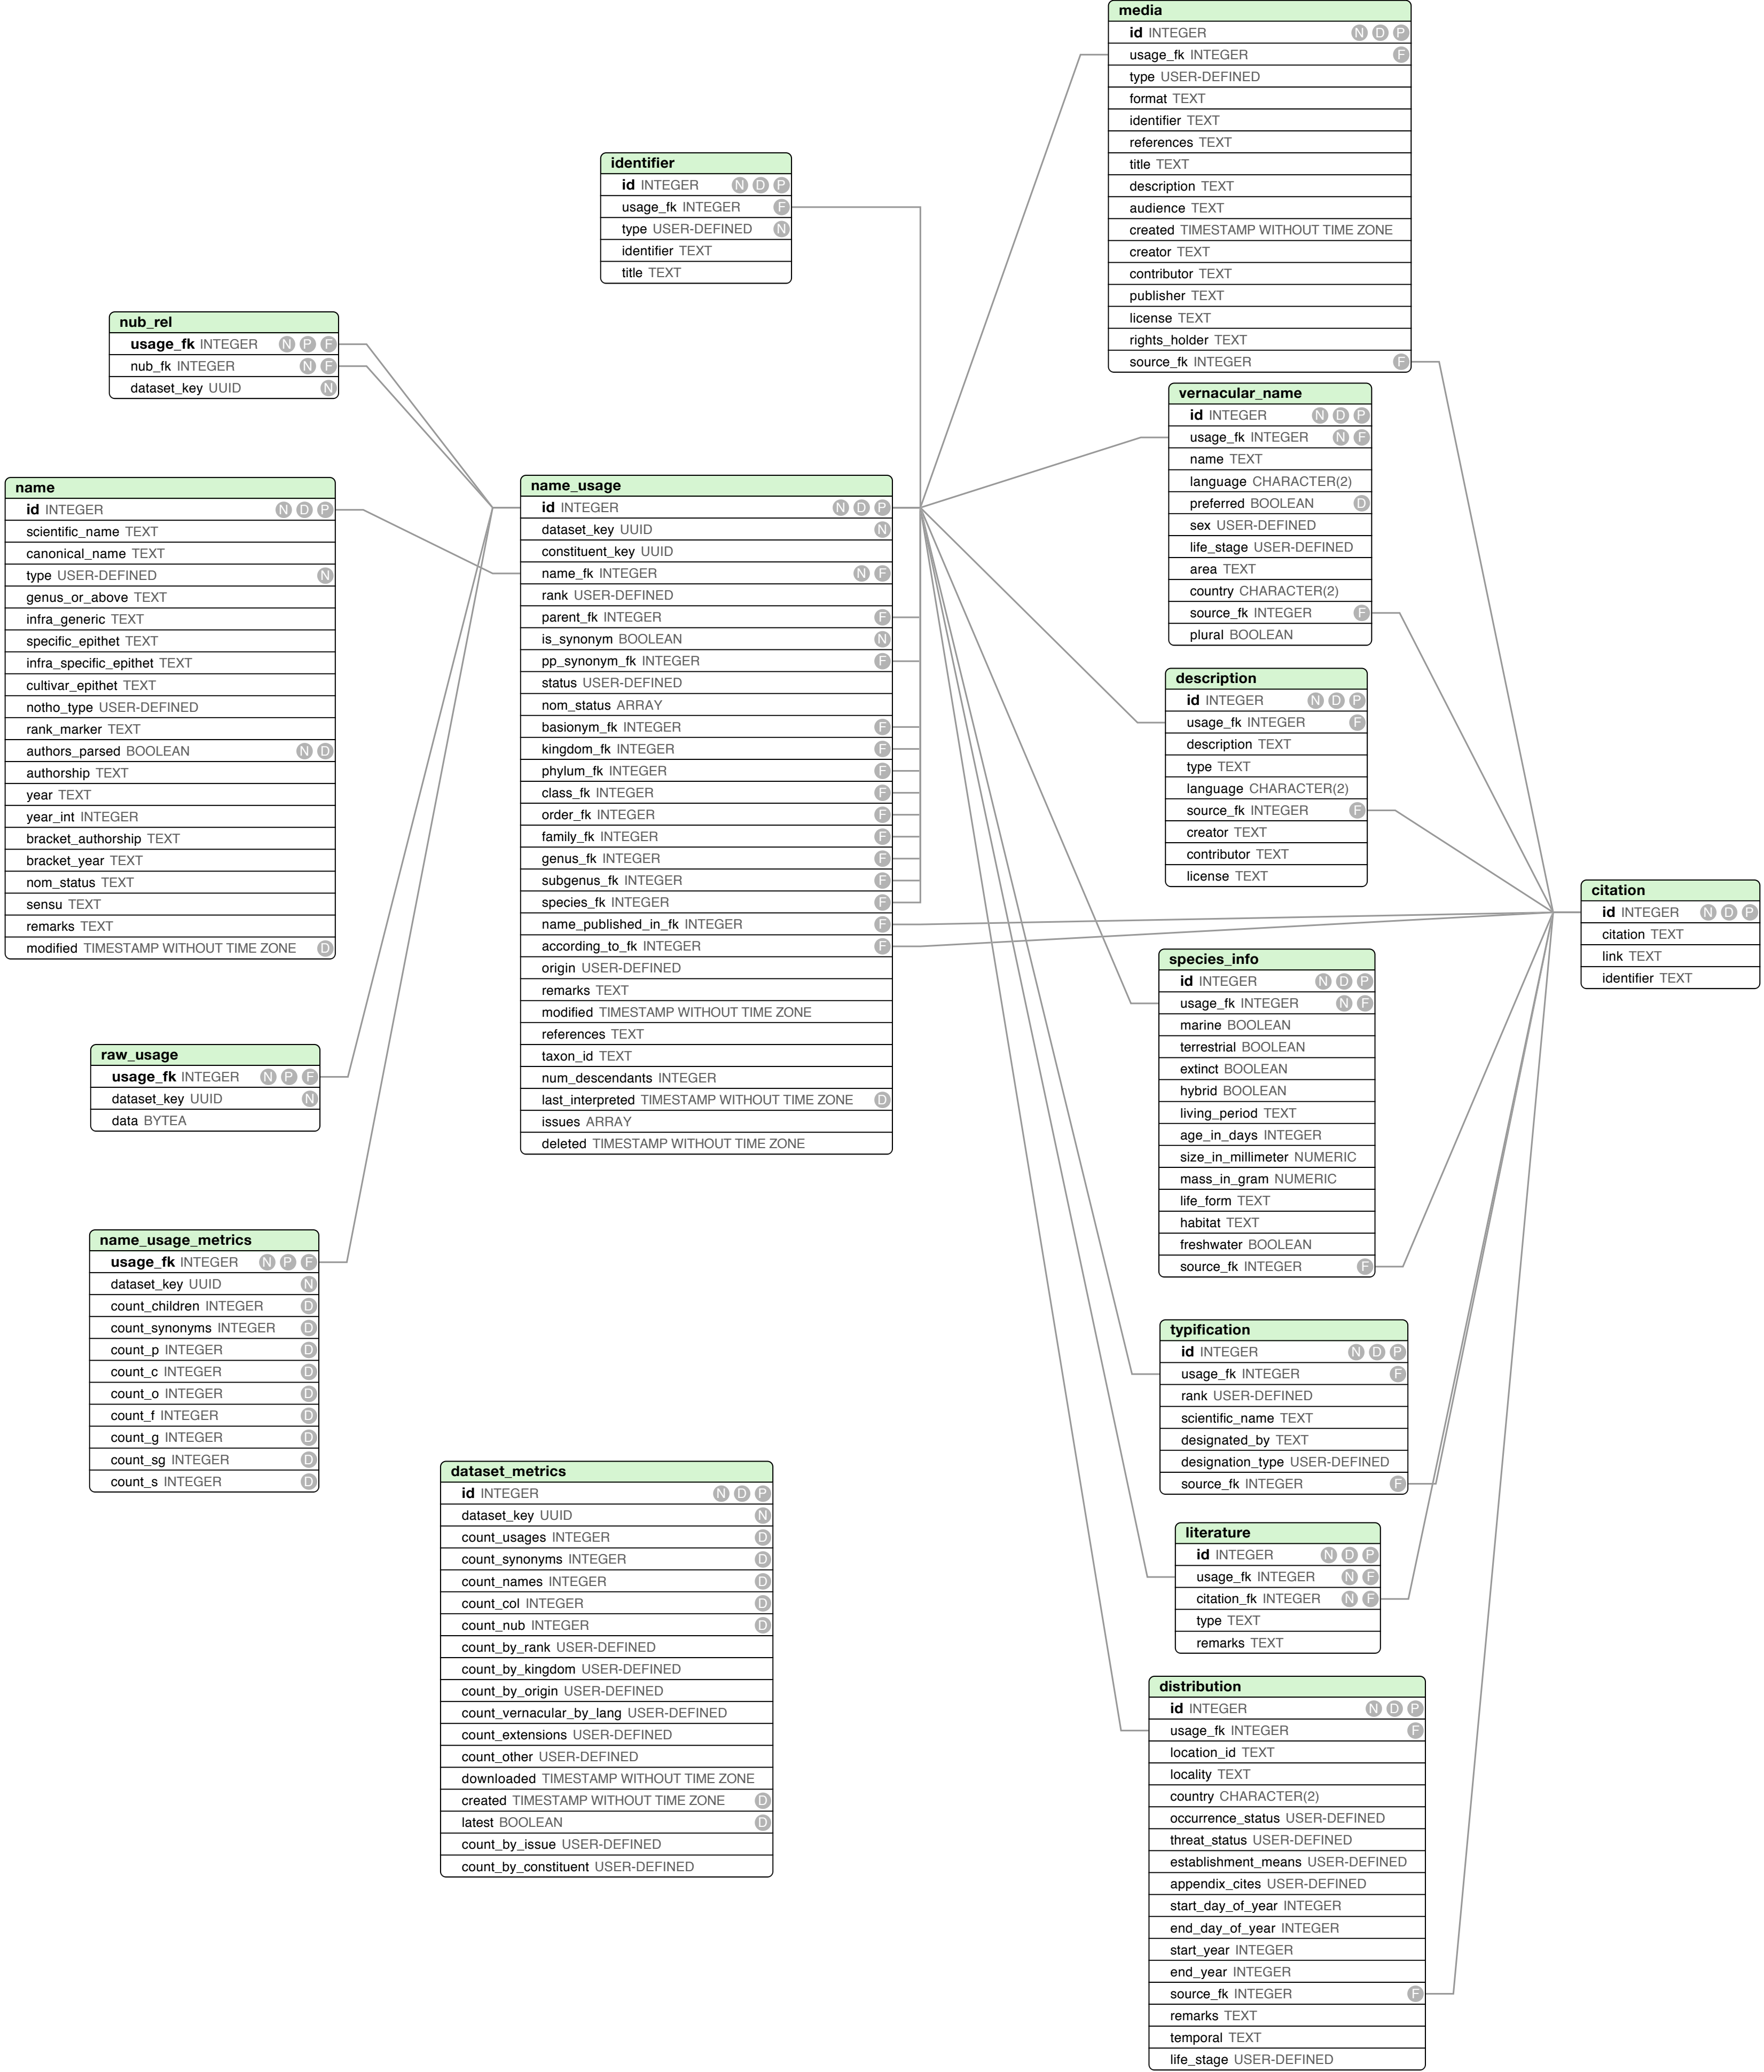 media
id INTEGER N D P
usage_fk INTEGER F
type USER-DEFINED
format TEXT
identifier TEXT
references TEXT
title TEXT
description TEXT
audience TEXT
created TIMESTAMP WITHOUT TIME ZONE
creator TEXT
contributor TEXT
publisher TEXT
license TEXT
rights_holder TEXT
source_fk INTEGER F
identifier
id INTEGER N D P
usage_fk INTEGER F
type USER-DEFINED N
identifier TEXT
title TEXT
nub_rel
usage_fk INTEGER N P F
nub_fk INTEGER N F
dataset_key UUID N
vernacular_name
id INTEGER N D P
usage_fk INTEGER N F
name TEXT
language CHARACTER(2)
preferred BOOLEAN D
sex USER-DEFINED
life_stage USER-DEFINED
area TEXT
country CHARACTER(2)
source_fk INTEGER F
plural BOOLEAN
name
id INTEGER N D P
scientific_name TEXT
canonical_name TEXT
type USER-DEFINED N
genus_or_above TEXT
infra_generic TEXT
specific_epithet TEXT
infra_specific_epithet TEXT
cultivar_epithet TEXT
notho_type USER-DEFINED
rank_marker TEXT
authors_parsed BOOLEAN N D
authorship TEXT
year TEXT
year_int INTEGER
bracket_authorship TEXT
bracket_year TEXT
nom_status TEXT
sensu TEXT
remarks TEXT
modified TIMESTAMP WITHOUT TIME ZONE D
name_usage
id INTEGER N D P
dataset_key UUID N
constituent_key UUID
name_fk INTEGER N F
rank USER-DEFINED
parent_fk INTEGER F
is_synonym BOOLEAN N
pp_synonym_fk INTEGER F
status USER-DEFINED
nom_status ARRAY
basionym_fk INTEGER F
kingdom_fk INTEGER F
phylum_fk INTEGER F
class_fk INTEGER F
order_fk INTEGER F
family_fk INTEGER F
genus_fk INTEGER F
subgenus_fk INTEGER F
species_fk INTEGER F
name_published_in_fk INTEGER F
according_to_fk INTEGER F
origin USER-DEFINED
remarks TEXT
modified TIMESTAMP WITHOUT TIME ZONE
references TEXT
taxon_id TEXT
num_descendants INTEGER
last_interpreted TIMESTAMP WITHOUT TIME ZONE D
issues ARRAY
deleted TIMESTAMP WITHOUT TIME ZONE
description
id INTEGER N D P
usage_fk INTEGER F
description TEXT
type TEXT
language CHARACTER(2)
source_fk INTEGER F
creator TEXT
contributor TEXT
license TEXT
citation
id INTEGER N D P
citation TEXT
link TEXT
identifier TEXT
species_info
id INTEGER N D P
usage_fk INTEGER N F
marine BOOLEAN
terrestrial BOOLEAN
extinct BOOLEAN
hybrid BOOLEAN
living_period TEXT
age_in_days INTEGER
size_in_millimeter NUMERIC
mass_in_gram NUMERIC
life_form TEXT
habitat TEXT
freshwater BOOLEAN
source_fk INTEGER F
raw_usage
usage_fk INTEGER N P F
dataset_key UUID N
data BYTEA
name_usage_metrics
usage_fk INTEGER N P F
dataset_key UUID N
count_children INTEGER D
count_synonyms INTEGER D
count_p INTEGER D
count_c INTEGER D
count_o INTEGER D
count_f INTEGER D
count_g INTEGER D
count_sg INTEGER D
count_s INTEGER D
typification
id INTEGER N D P
usage_fk INTEGER F
rank USER-DEFINED
scientific_name TEXT
designated_by TEXT
designation_type USER-DEFINED
source_fk INTEGER F
dataset_metrics
id INTEGER N D P
dataset_key UUID N
count_usages INTEGER D
count_synonyms INTEGER D
count_names INTEGER D
count_col INTEGER D
count_nub INTEGER D
count_by_rank USER-DEFINED
count_by_kingdom USER-DEFINED
count_by_origin USER-DEFINED
count_vernacular_by_lang USER-DEFINED
count_extensions USER-DEFINED
count_other USER-DEFINED
downloaded TIMESTAMP WITHOUT TIME ZONE
created TIMESTAMP WITHOUT TIME ZONE D
latest BOOLEAN D
count_by_issue USER-DEFINED
count_by_constituent USER-DEFINED
literature
id INTEGER N D P
usage_fk INTEGER N F
citation_fk INTEGER N F
type TEXT
remarks TEXT
distribution
id INTEGER N D P
usage_fk INTEGER F
location_id TEXT
locality TEXT
country CHARACTER(2)
occurrence_status USER-DEFINED
threat_status USER-DEFINED
establishment_means USER-DEFINED
appendix_cites USER-DEFINED
start_day_of_year INTEGER
end_day_of_year INTEGER
start_year INTEGER
end_year INTEGER
source_fk INTEGER F
remarks TEXT
temporal TEXT
life_stage USER-DEFINED